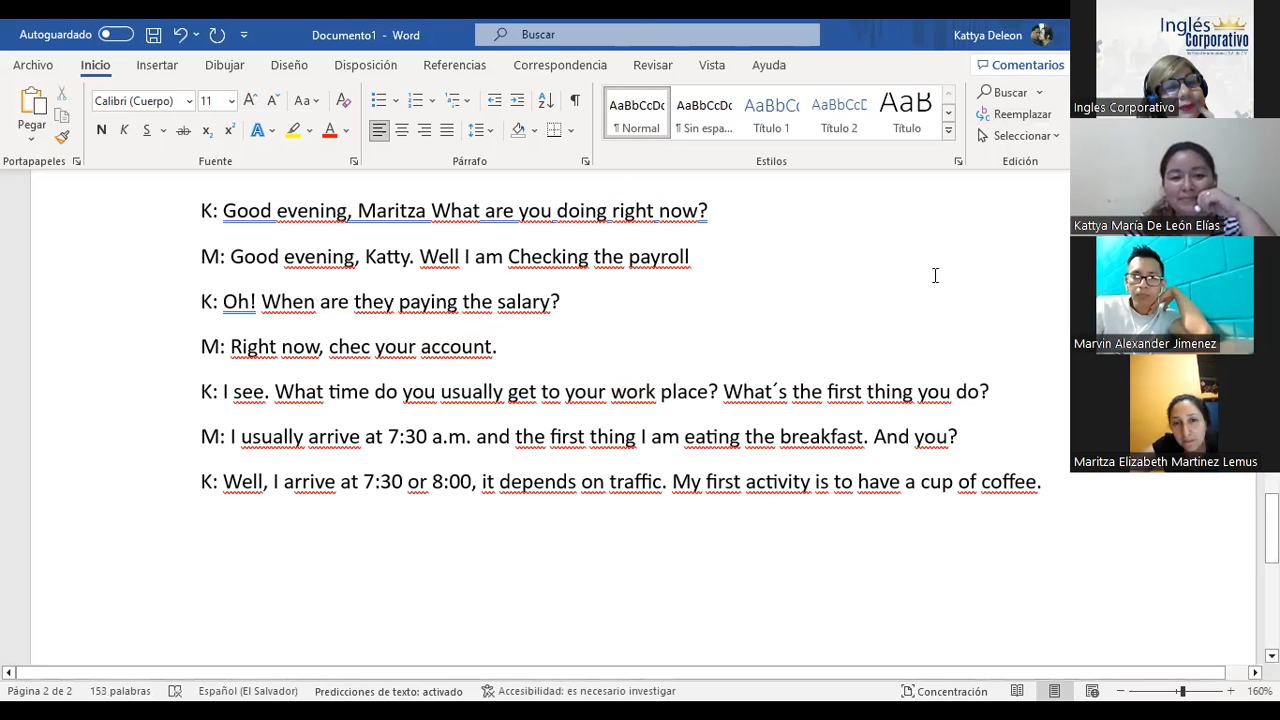 Autoguardado
Documento1 - Word
Buscar
Kattya Deleon
Archivo Inicio Insertar Dibujar Diseño Disposición Referencias Correspondencia Revisar Vista Ayuda
Comentarios
Pegar
Calibri (Cuerpo) 11
N K S ab x₂ x²
AaBbCcDc AaBbCcDc AaBbCc AaBbCcD AaB
¶ Normal ¶ Sin espa... Título 1 Título 2 Título
Buscar
Reemplazar
Seleccionar
Portapapeles Fuente Párrafo Estilos Edición
K: Good evening, Maritza What are you doing right now?
M: Good evening, Katty. Well I am Checking the payroll
K: Oh! When are they paying the salary?
M: Right now, chec your account.
K: I see. What time do you usually get to your work place? What´s the first thing you do?
M: I usually arrive at 7:30 a.m. and the first thing I am eating the breakfast. And you?
K: Well, I arrive at 7:30 or 8:00, it depends on traffic. My first activity is to have a cup of coffee.
Página 2 de 2 153 palabras Español (El Salvador) Predicciones de texto: activado Accesibilidad: es necesario investigar Concentración 160%
Inglés
Corporativo
Ingles Corporativo
Kattya María De León Elías
Marvin Alexander Jimenez
Maritza Elizabeth Martinez Lemus